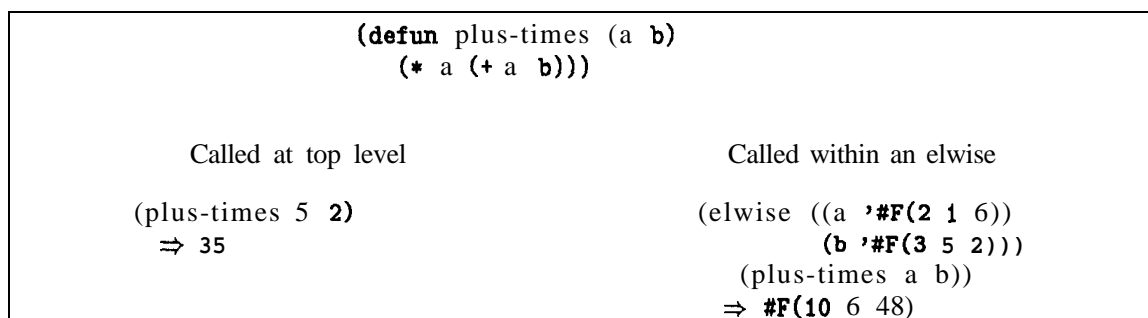 (defun plus-times (a b)
(* a (+ a b)))
Called at top level
(plus-times 5 2)
⇒ 35
Called within an elwise
(elwise ((a '#F(2 1 6))
(b '#F(3 5 2)))
(plus-times a b))
⇒ #F(10 6 48)